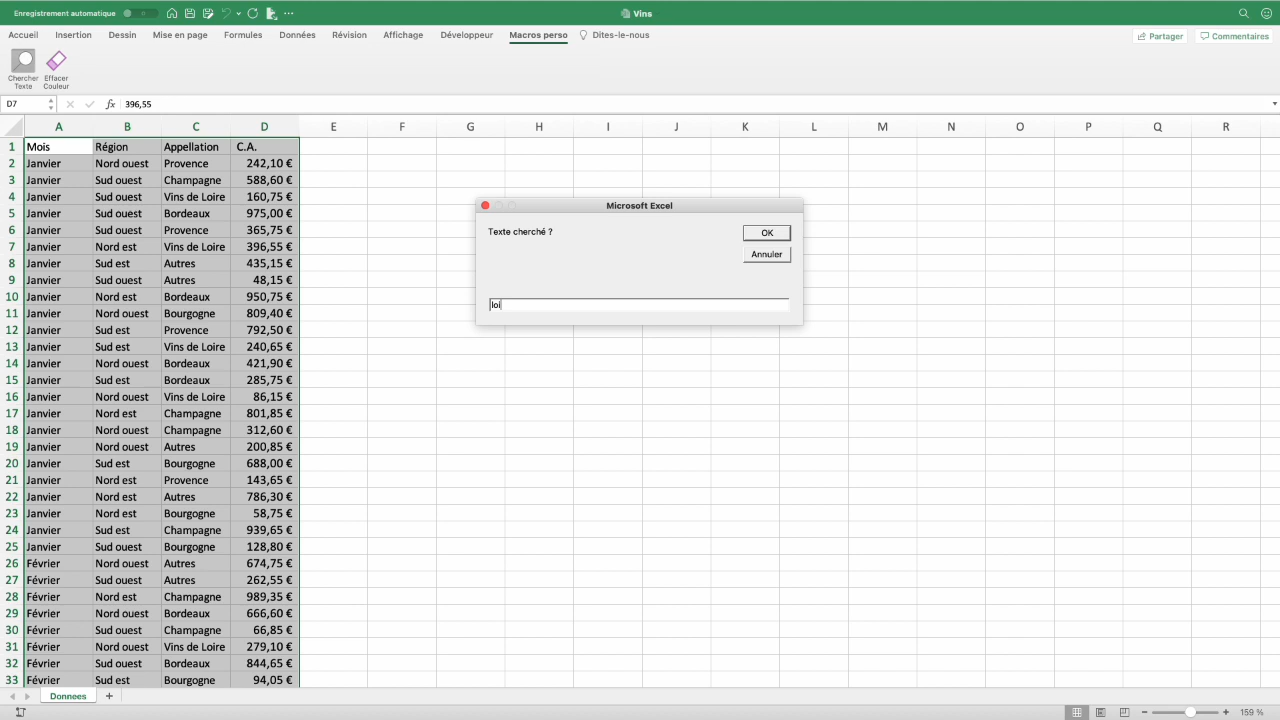 Enregistrement automatique
Vins
Accueil Insertion Dessin Mise en page Formules Données Révision Affichage Développeur Macros perso Dites-le-nous
Partager Commentaires
Chercher Texte
Effacer Couleur
D7 fx 396,55
A B C D E F G H I J K L M N O P Q R
1 Mois Région Appellation C.A.
2 Janvier Nord ouest Provence 242,10 €
3 Janvier Sud ouest Champagne 588,60 €
4 Janvier Sud ouest Vins de Loire 160,75 €
5 Janvier Sud ouest Bordeaux 975,00 €
6 Janvier Sud ouest Provence 365,75 €
7 Janvier Nord est Vins de Loire 396,55 €
8 Janvier Sud est Autres 435,15 €
9 Janvier Sud ouest Autres 48,15 €
10 Janvier Nord est Bordeaux 950,75 €
11 Janvier Nord ouest Bourgogne 809,40 €
12 Janvier Sud est Provence 792,50 €
13 Janvier Sud est Vins de Loire 240,65 €
14 Janvier Nord ouest Bordeaux 421,90 €
15 Janvier Sud est Bordeaux 285,75 €
16 Janvier Nord ouest Vins de Loire 86,15 €
17 Janvier Nord est Champagne 801,85 €
18 Janvier Nord ouest Champagne 312,60 €
19 Janvier Nord ouest Autres 200,85 €
20 Janvier Sud est Bourgogne 688,00 €
21 Janvier Nord est Provence 143,65 €
22 Janvier Nord est Autres 786,30 €
23 Janvier Nord est Bourgogne 58,75 €
24 Janvier Sud est Champagne 939,65 €
25 Janvier Sud ouest Bourgogne 128,80 €
26 Février Nord ouest Autres 674,75 €
27 Février Sud ouest Autres 262,55 €
28 Février Nord est Champagne 989,35 €
29 Février Nord ouest Bordeaux 666,60 €
30 Février Sud ouest Champagne 66,85 €
31 Février Nord ouest Vins de Loire 279,10 €
32 Février Sud ouest Bordeaux 844,65 €
33 Février Sud est Bourgogne 94,05 €
Microsoft Excel
Texte cherché ?
OK
Annuler
loi
Donnees
159 %